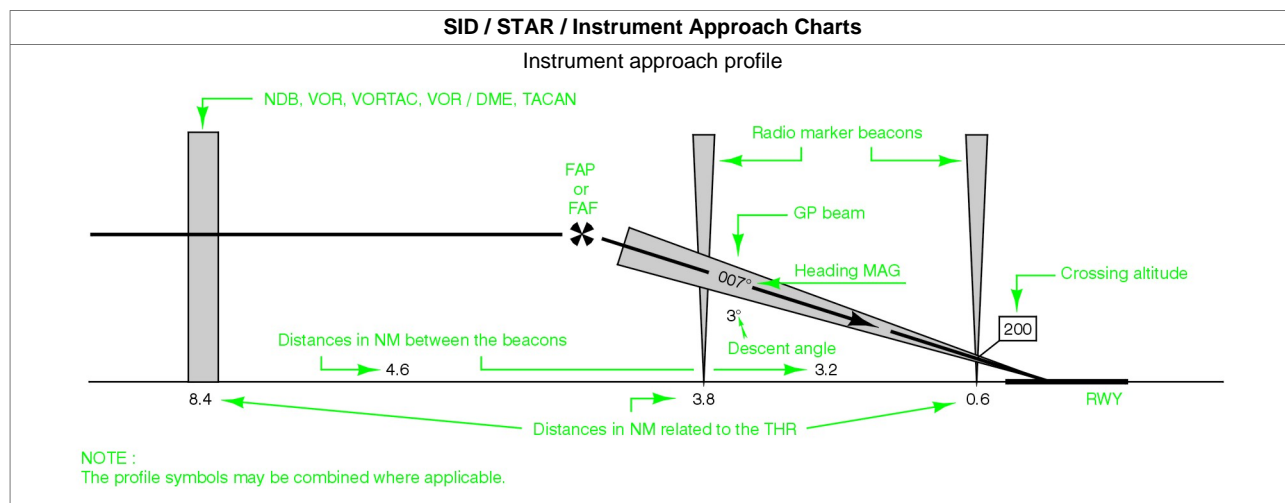 SID / STAR / Instrument Approach Charts
Instrument approach profile
NDB, VOR, VORTAC, VOR / DME, TACAN
Radio marker beacons
FAP
or
FAF
GP beam
007°
Heading MAG
Crossing altitude
200
3°
Distances in NM between the beacons
Descent angle
4.6
3.2
8.4
3.8
0.6
RWY
Distances in NM related to the THR
NOTE :
The profile symbols may be combined where applicable.